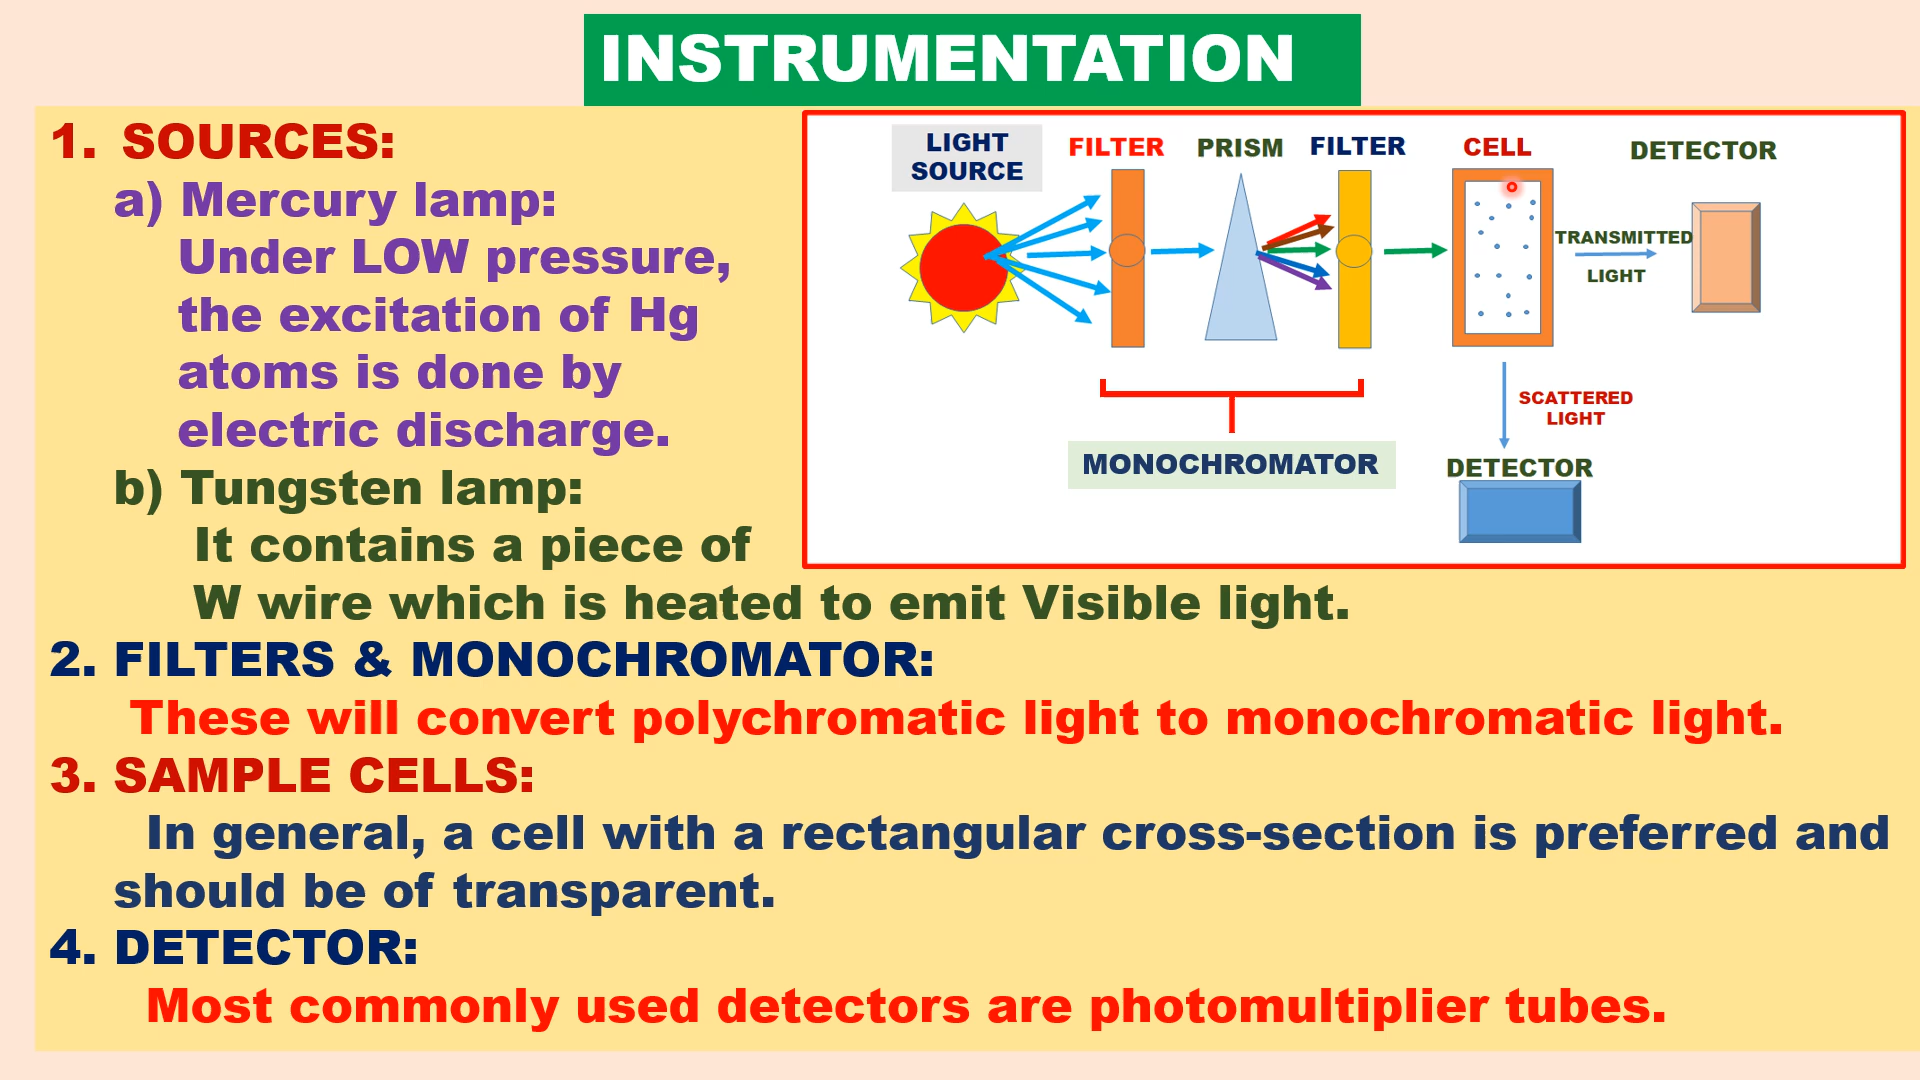 INSTRUMENTATION
1. SOURCES:
a) Mercury lamp:
Under LOW pressure,
the excitation of Hg
atoms is done by
electric discharge.
b) Tungsten lamp:
It contains a piece of
W wire which is heated to emit Visible light.
2. FILTERS & MONOCHROMATOR:
These will convert polychromatic light to monochromatic light.
3. SAMPLE CELLS:
In general, a cell with a rectangular cross-section is preferred and
should be of transparent.
4. DETECTOR:
Most commonly used detectors are photomultiplier tubes.
LIGHT
SOURCE
FILTER
PRISM
FILTER
CELL
DETECTOR
TRANSMITTED
LIGHT
SCATTERED
LIGHT
MONOCHROMATOR
DETECTOR